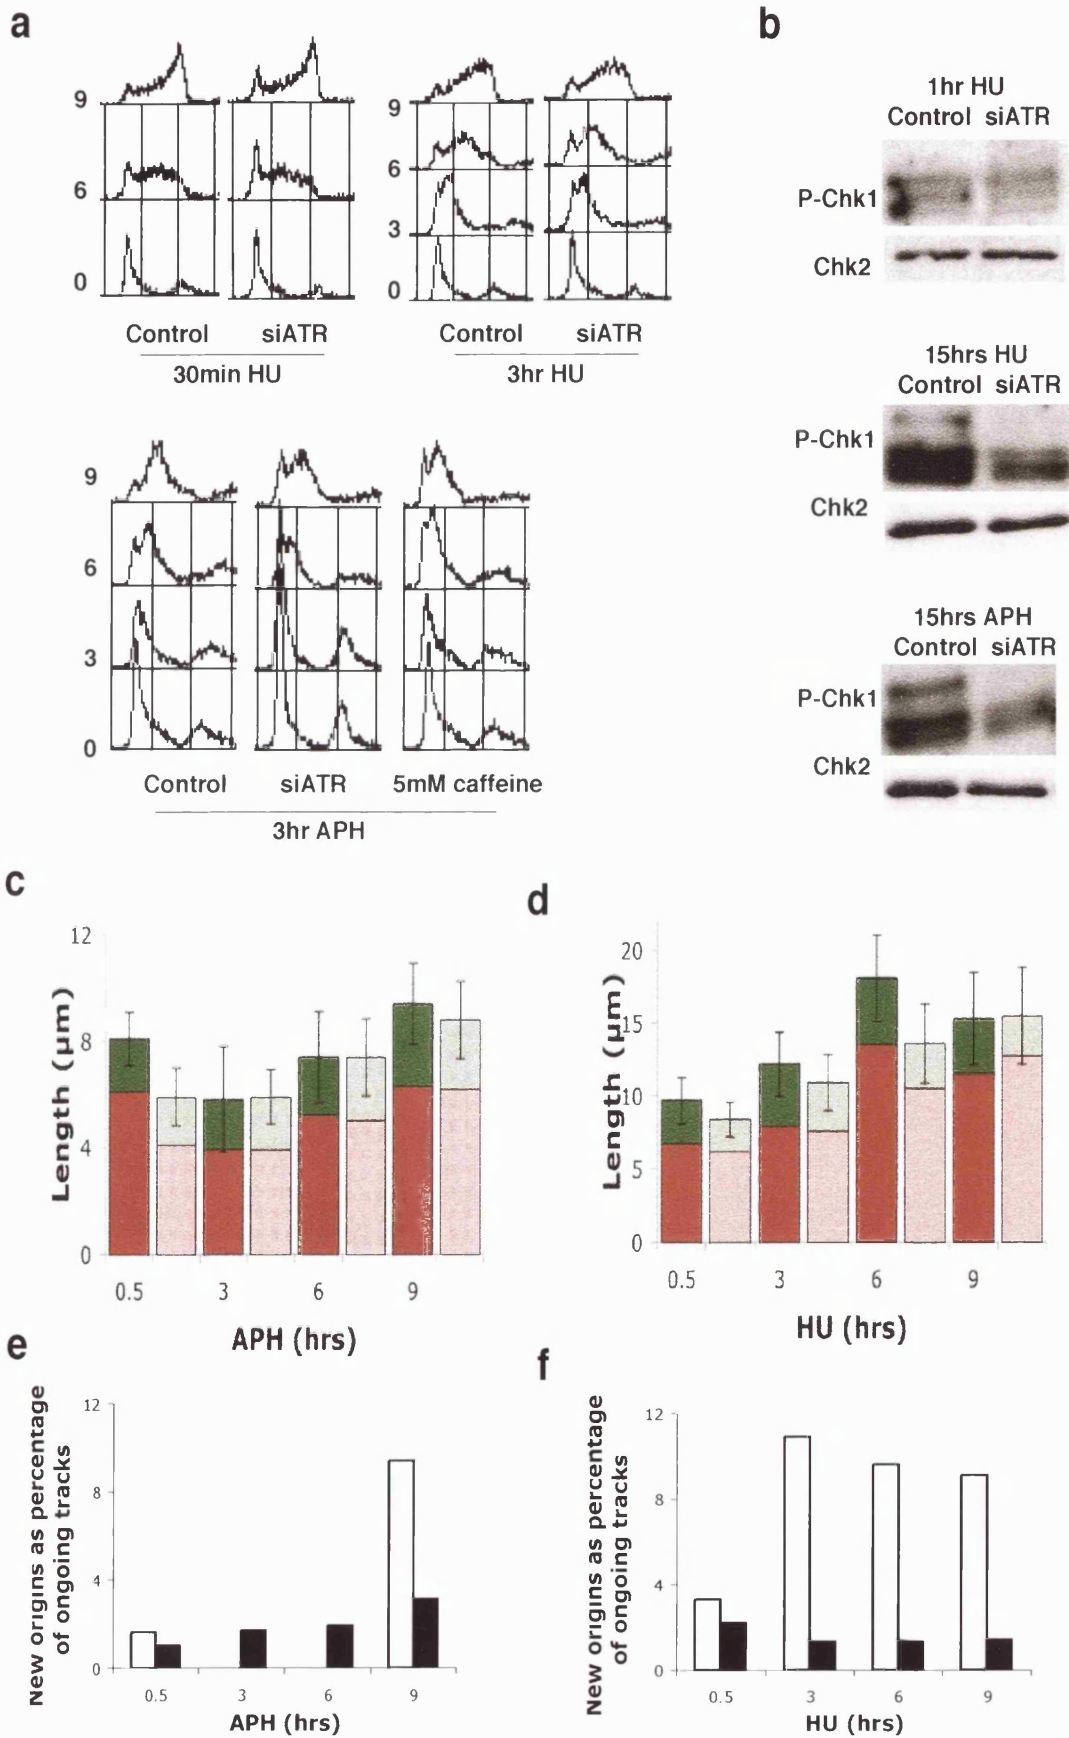 a
9
6
0
Control siATR
30min HU
9
6
3
0
Control siATR
3hr HU
9
6
3
0
Control siATR 5mM caffeine
3hr APH
b
1hr HU
Control siATR
P-Chk1
Chk2
15hrs HU
Control siATR
P-Chk1
Chk2
15hrs APH
Control siATR
P-Chk1
Chk2
c
Length (µm)
12
8
4
0
0.5 3 6 9
APH (hrs)
d
Length (µm)
20
15
10
5
0
0.5 3 6 9
HU (hrs)
e
New origins as percentage
of ongoing tracks
12
8
4
0
0.5 3 6 9
APH (hrs)
f
New origins as percentage
of ongoing tracks
12
8
4
0
0.5 3 6 9
HU (hrs)